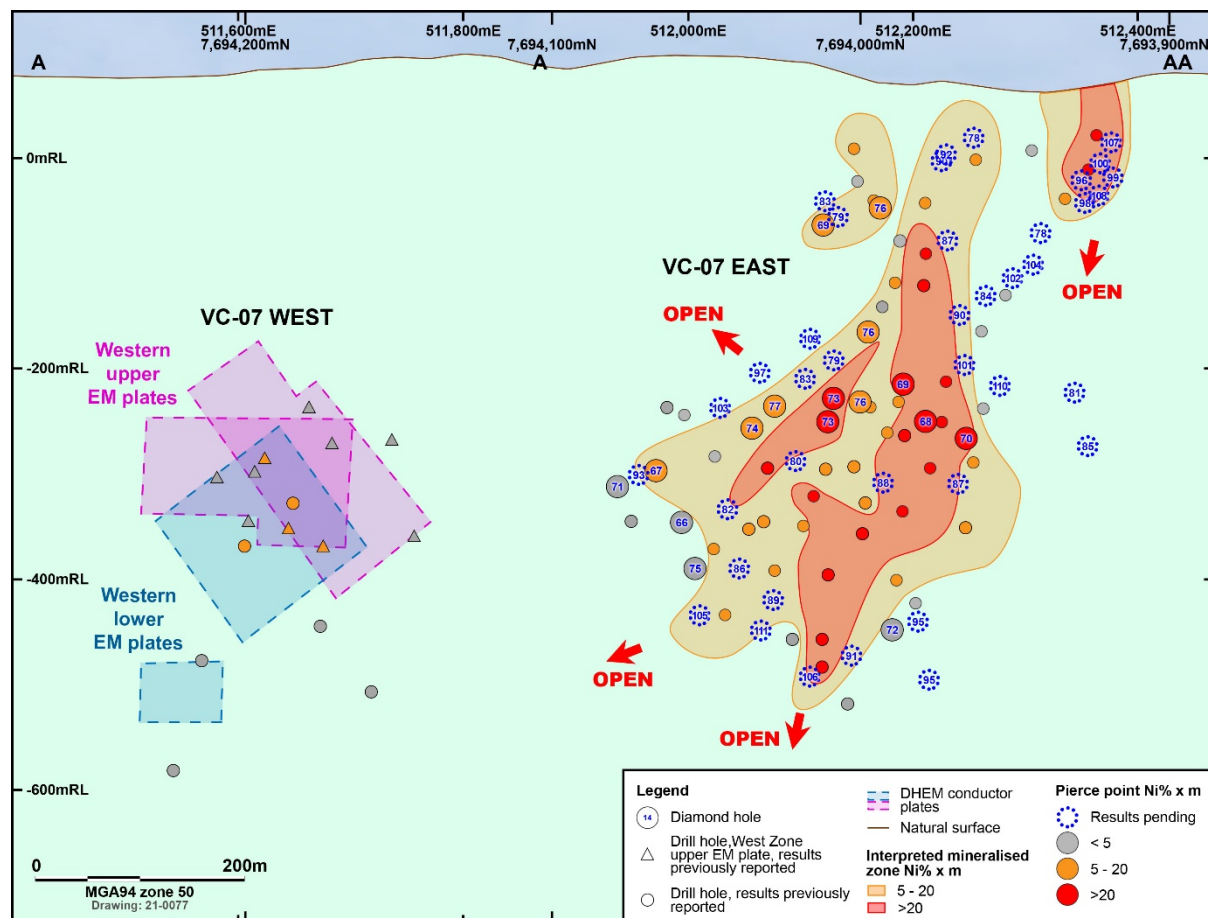 511,600mE
7,694,200mN
511,800mE
7,694,100mN
512,000mE
7,694,000mN
512,200mE
512,400mE
7,693,900mN
A
A
AA
0mRL
-200mRL
-400mRL
-600mRL
VC-07 WEST
Western
upper
EM plates
Western
lower
EM plates
VC-07 EAST
OPEN
OPEN
OPEN
OPEN
78
92
107
100
96
99
98
108
83
79
76
69
87
78
104
102
84
90
109
76
79
97
83
101
110
81
103
77
73
69
76
74
73
68
70
85
80
67
93
71
88
87
82
66
75
86
89
105
111
72
95
91
106
95
0
200m
MGA94 zone 50
Drawing: 21-0077
Legend
14
Diamond hole
Drill hole,West Zone
upper EM plate, results
previously reported
Drill hole, results previously
reported
DHEM conductor
plates
Natural surface
Interpreted mineralised
zone Ni% x m
5 - 20
>20
Pierce point Ni% x m
Results pending
< 5
5 - 20
>20